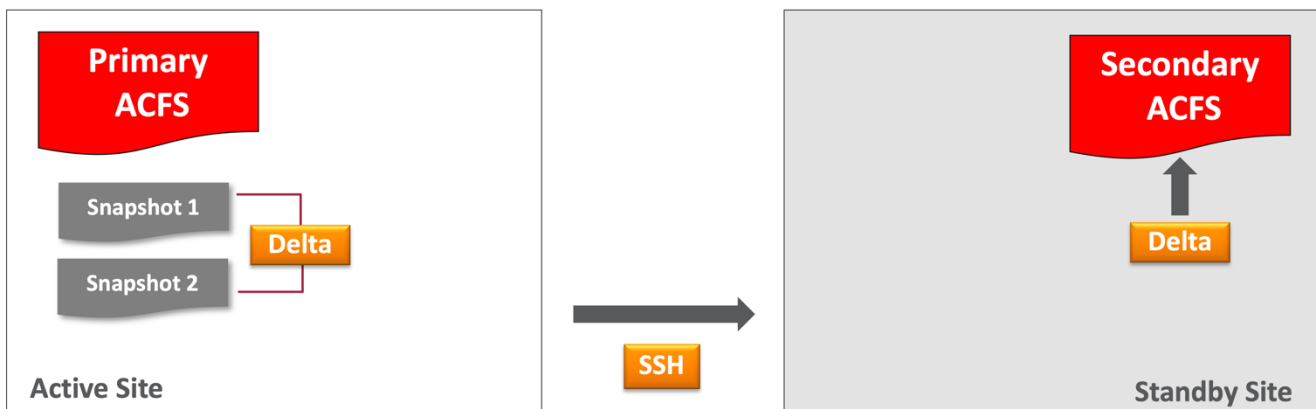 Primary
ACFS
Snapshot 1
Delta
Snapshot 2
Active Site
SSH
Secondary
ACFS
Delta
Standby Site